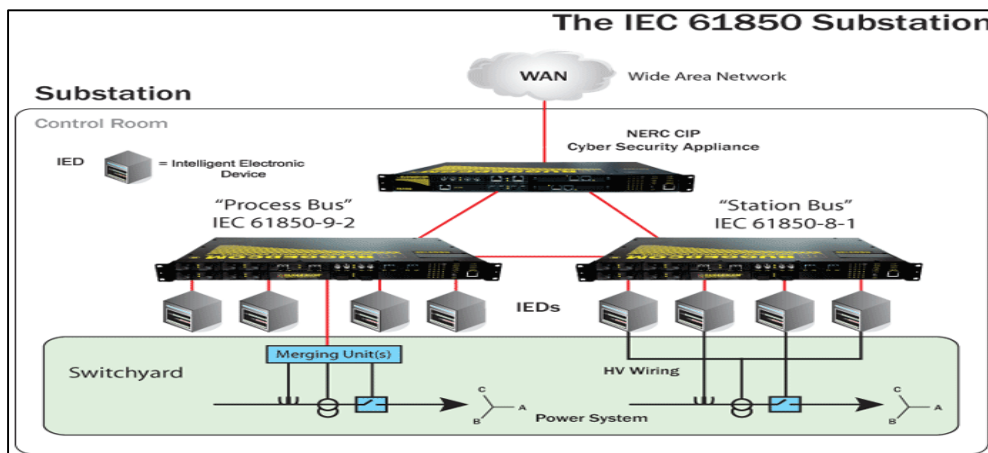 The IEC 61850 Substation
WAN
Wide Area Network
Substation
Control Room
NERC CIP
Cyber Security Appliance
IED
= Intelligent Electronic
Device
"Process Bus"
IEC 61850-9-2
"Station Bus"
IEC 61850-8-1
RUGGEDCOM
RUGGEDCOM
IEDs
Merging Unit(s)
Switchyard
HV Wiring
C
A
B
Power System
C
A
B